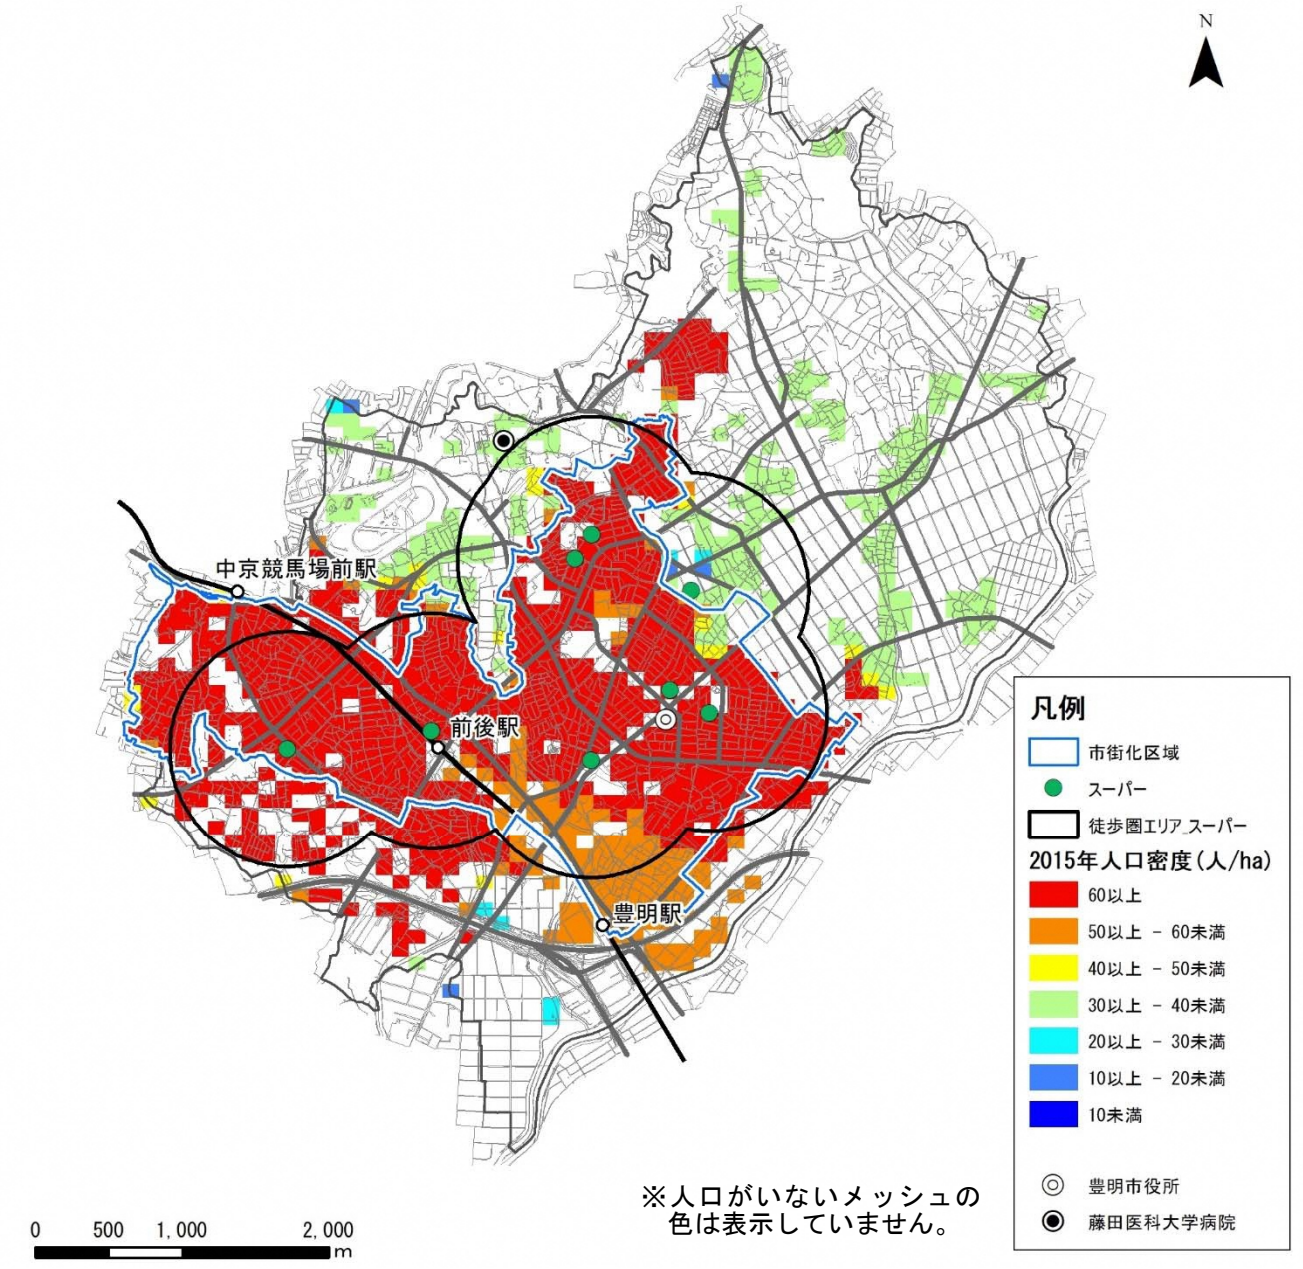 N
中京競馬場前駅
前後駅
豊明駅
凡例
市街化区域
スーパー
徒歩圏エリア_スーパー
2015年人口密度(人/ha)
60以上
50以上 - 60未満
40以上 - 50未満
30以上 - 40未満
20以上 - 30未満
10以上 - 20未満
10未満
豊明市役所
藤田医科大学病院
※人口がいないメッシュの
色は表示していません。
0 500 1,000 2,000
m